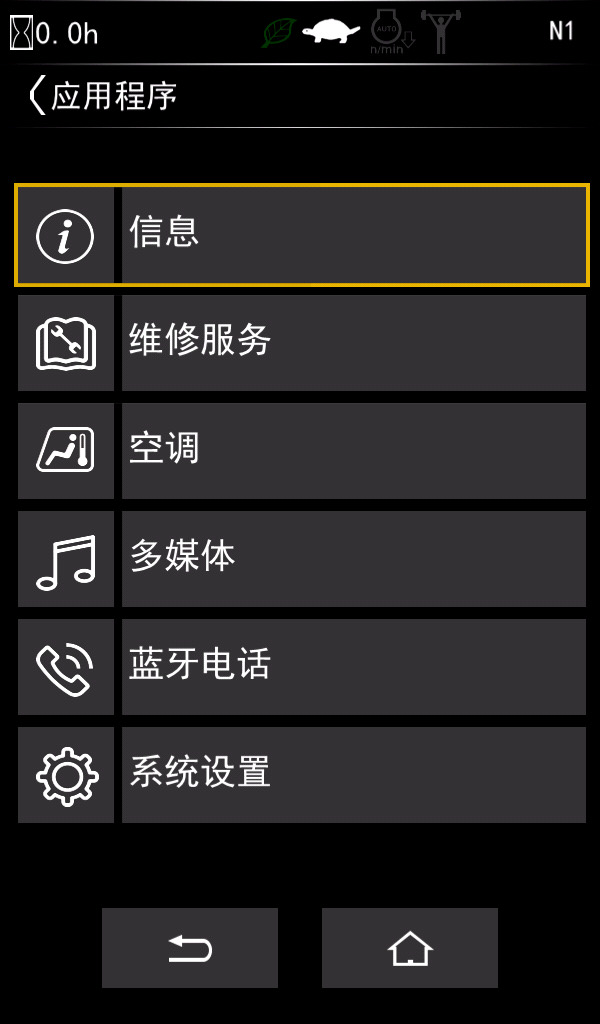 0.0h
AUTO
n/min
N1
应用程序
信息
维修服务
空调
多媒体
蓝牙电话
系统设置